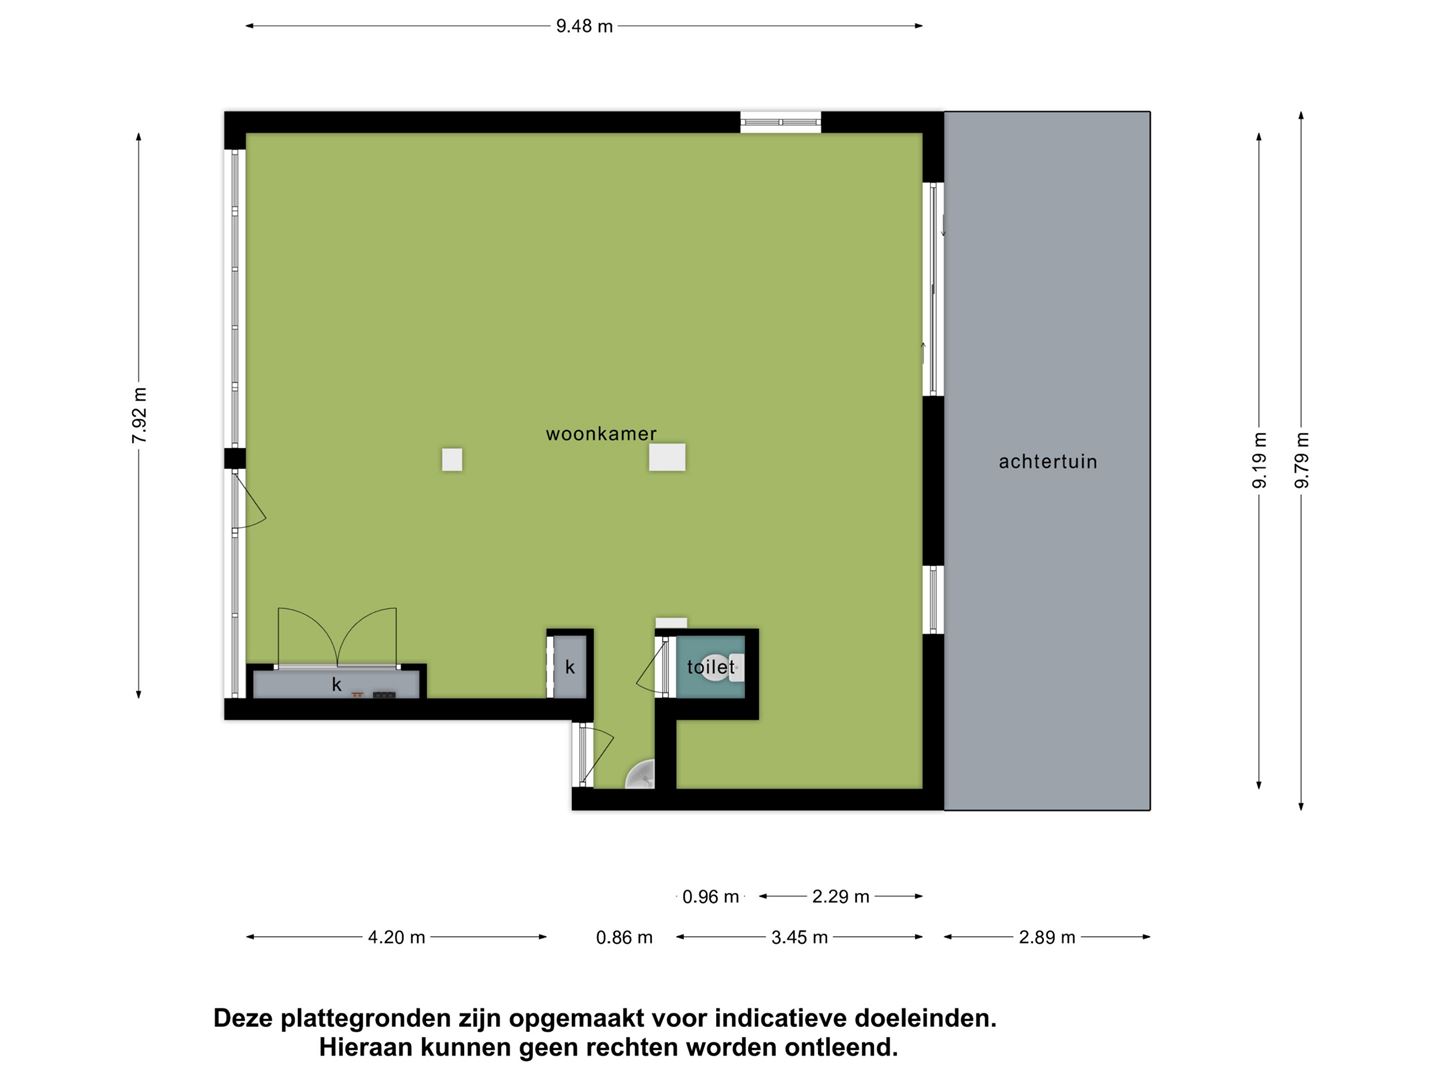 9.48 m
7.92 m
woonkamer
achtertuin
9.19 m
9.79 m
k
k
toilet
0.96 m
2.29 m
4.20 m
0.86 m
3.45 m
2.89 m
Deze plattegronden zijn opgemaakt voor indicatieve doeleinden.
Hieraan kunnen geen rechten worden ontleend.